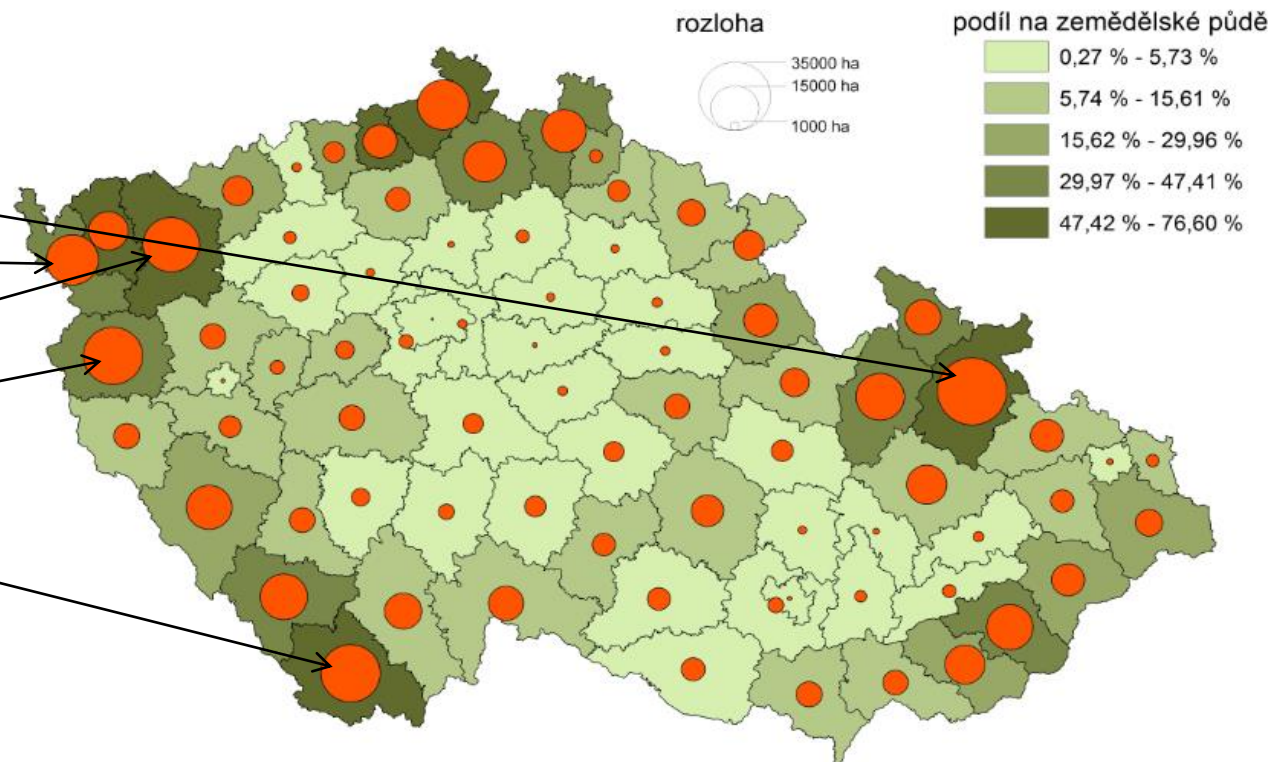 rozloha
35000 ha
15000 ha
1000 ha
podíl na zemědělské půdě
0,27 % - 5,73 %
5,74 % - 15,61 %
15,62 % - 29,96 %
29,97 % - 47,41 %
47,42 % - 76,60 %